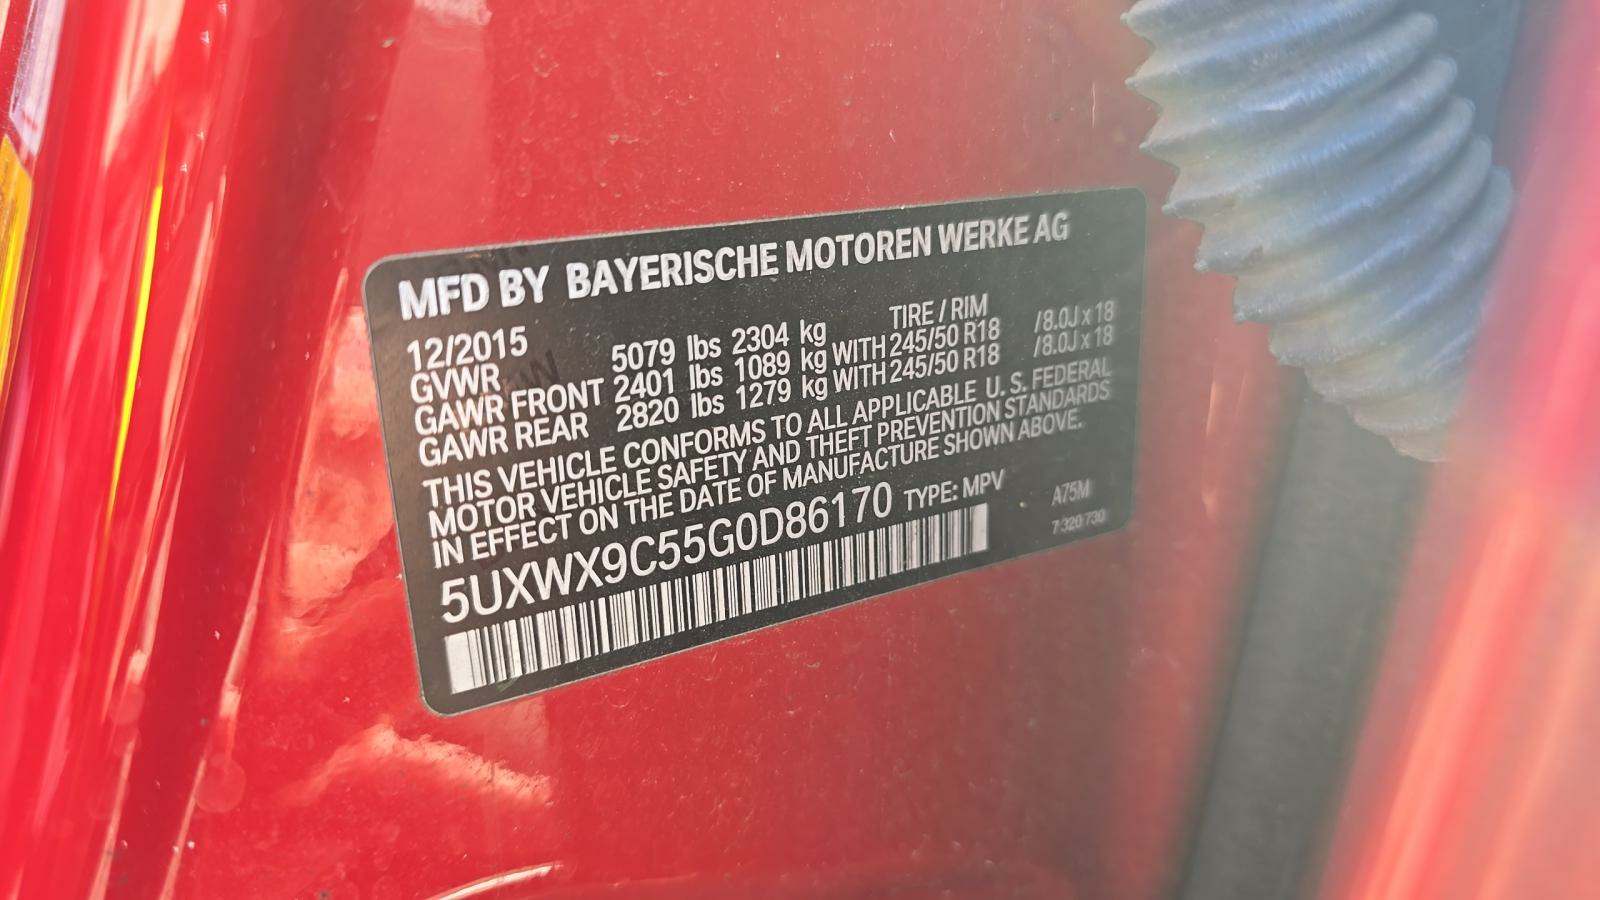 MFD BY BAYERISCHE MOTOREN WERKE AG
12/2015 TIRE / RIM
GVWR 5079 lbs 2304 kg
GAWR FRONT 2401 lbs 1089 kg WITH 245/50 R18 /8.0J x 18
GAWR REAR 2820 lbs 1279 kg WITH 245/50 R18 /8.0J x 18
THIS VEHICLE CONFORMS TO ALL APPLICABLE U.S. FEDERAL
MOTOR VEHICLE SAFETY AND THEFT PREVENTION STANDARDS
IN EFFECT ON THE DATE OF MANUFACTURE SHOWN ABOVE.
5UXWX9C55G0D86170 TYPE: MPV A75M
7 320 730